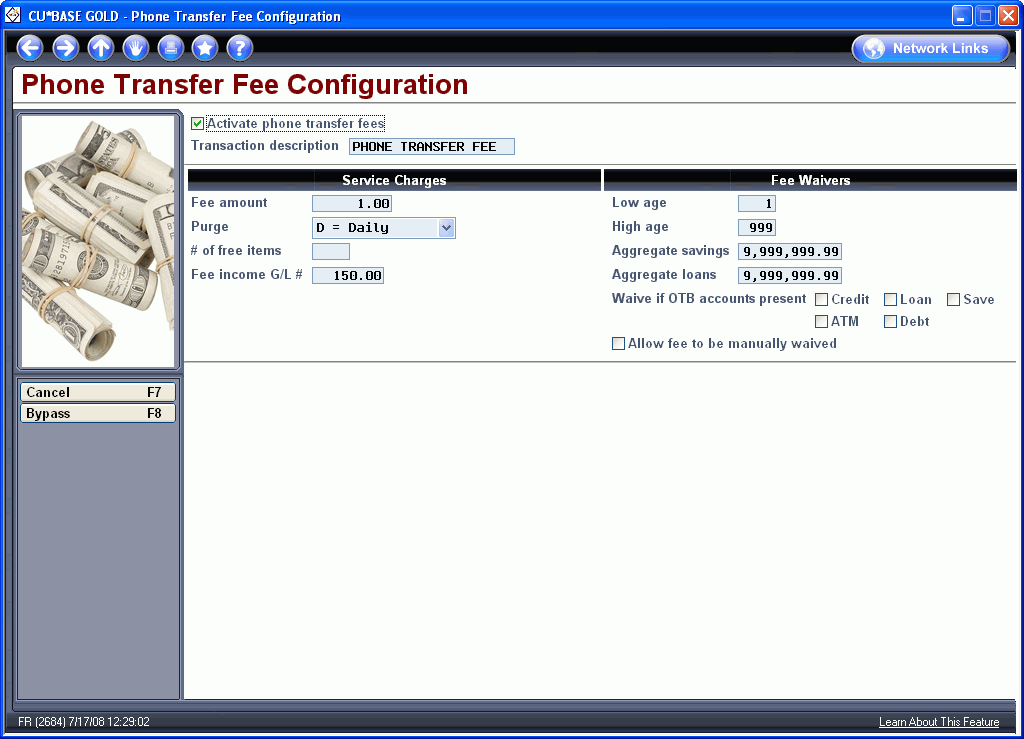 CU*BASE GOLD - Phone Transfer Fee Configuration
Network Links
Phone Transfer Fee Configuration
Activate phone transfer fees
Transaction description PHONE TRANSFER FEE
Service Charges
Fee Waivers
Fee amount 1.00
Purge D = Daily
# of free items
Fee income G/L # 150.00
Low age 1
High age 999
Aggregate savings 9,999,999.99
Aggregate loans 9,999,999.99
Waive if OTB accounts present Credit Loan Save
ATM Debt
Allow fee to be manually waived
Cancel F7
Bypass F8
FR (2684) 7/17/08 12:29:02
Learn About This Feature